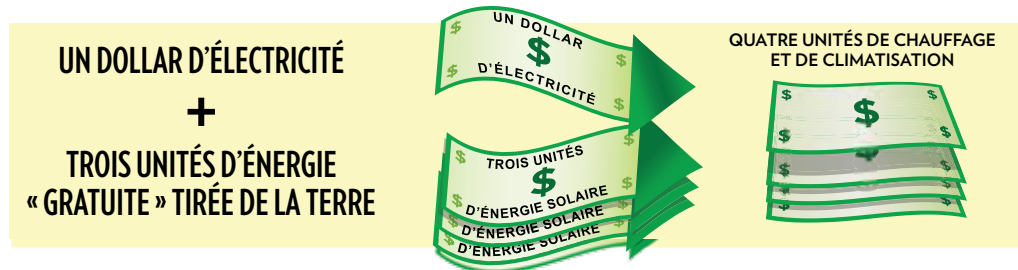 UN DOLLAR D'ÉLECTRICITÉ
+
TROIS UNITÉS D'ÉNERGIE
« GRATUITE » TIRÉE DE LA TERRE
$ $
UN DOLLAR
$
D'ÉLECTRICITÉ
$ $
$ $
TROIS UNITÉS
$
D'ÉNERGIE SOLAIRE
$ $
D'ÉNERGIE SOLAIRE
D'ÉNERGIE SOLAIRE
QUATRE UNITÉS DE CHAUFFAGE
ET DE CLIMATISATION
$ $
$
$ $
$ $
$ $
$ $